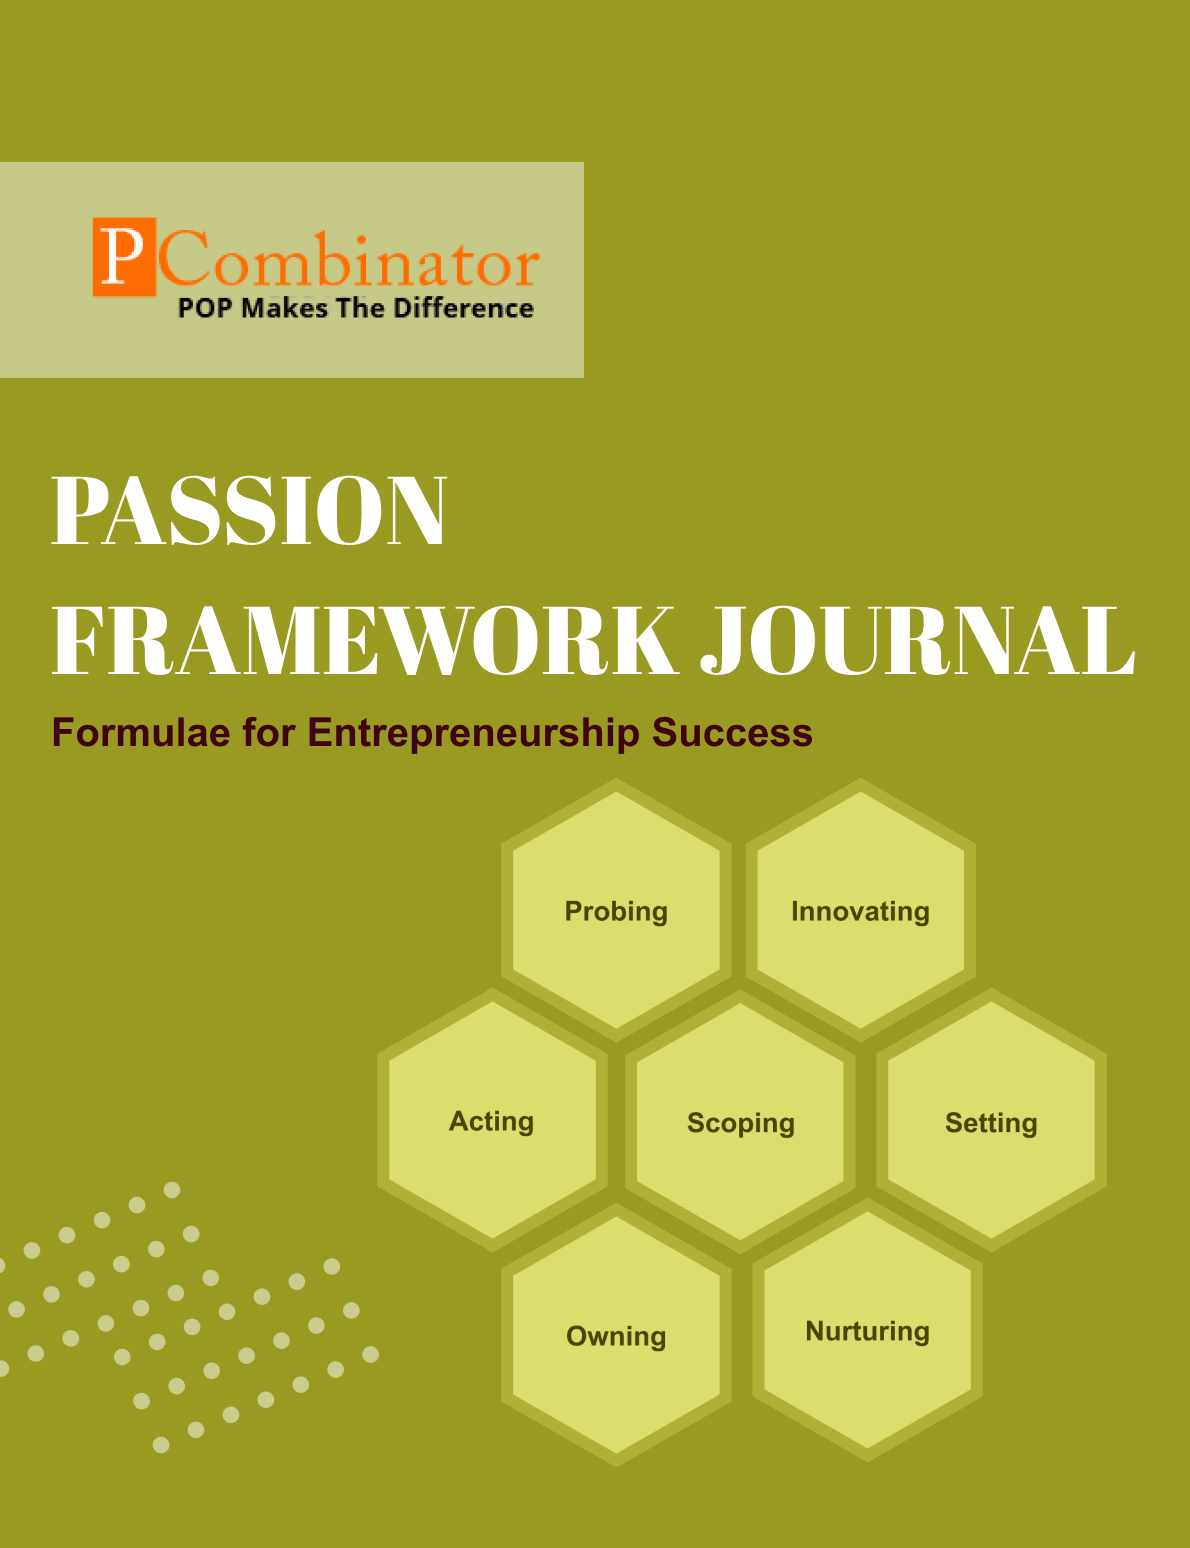 PCombinator
POP Makes The Difference
PASSION
FRAMEWORK JOURNAL
Formulae for Entrepreneurship Success
Probing
Innovating
Acting
Scoping
Setting
Owning
Nurturing